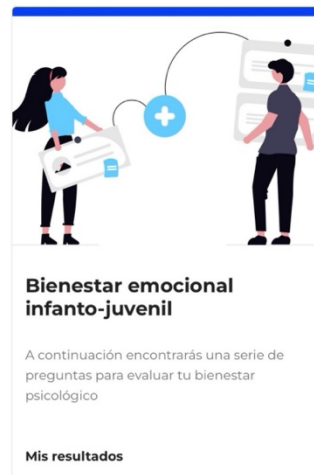 Bienestar emocional
infanto-juvenil
A continuación encontrarás una serie de
preguntas para evaluar tu bienestar
psicológico
Mis resultados